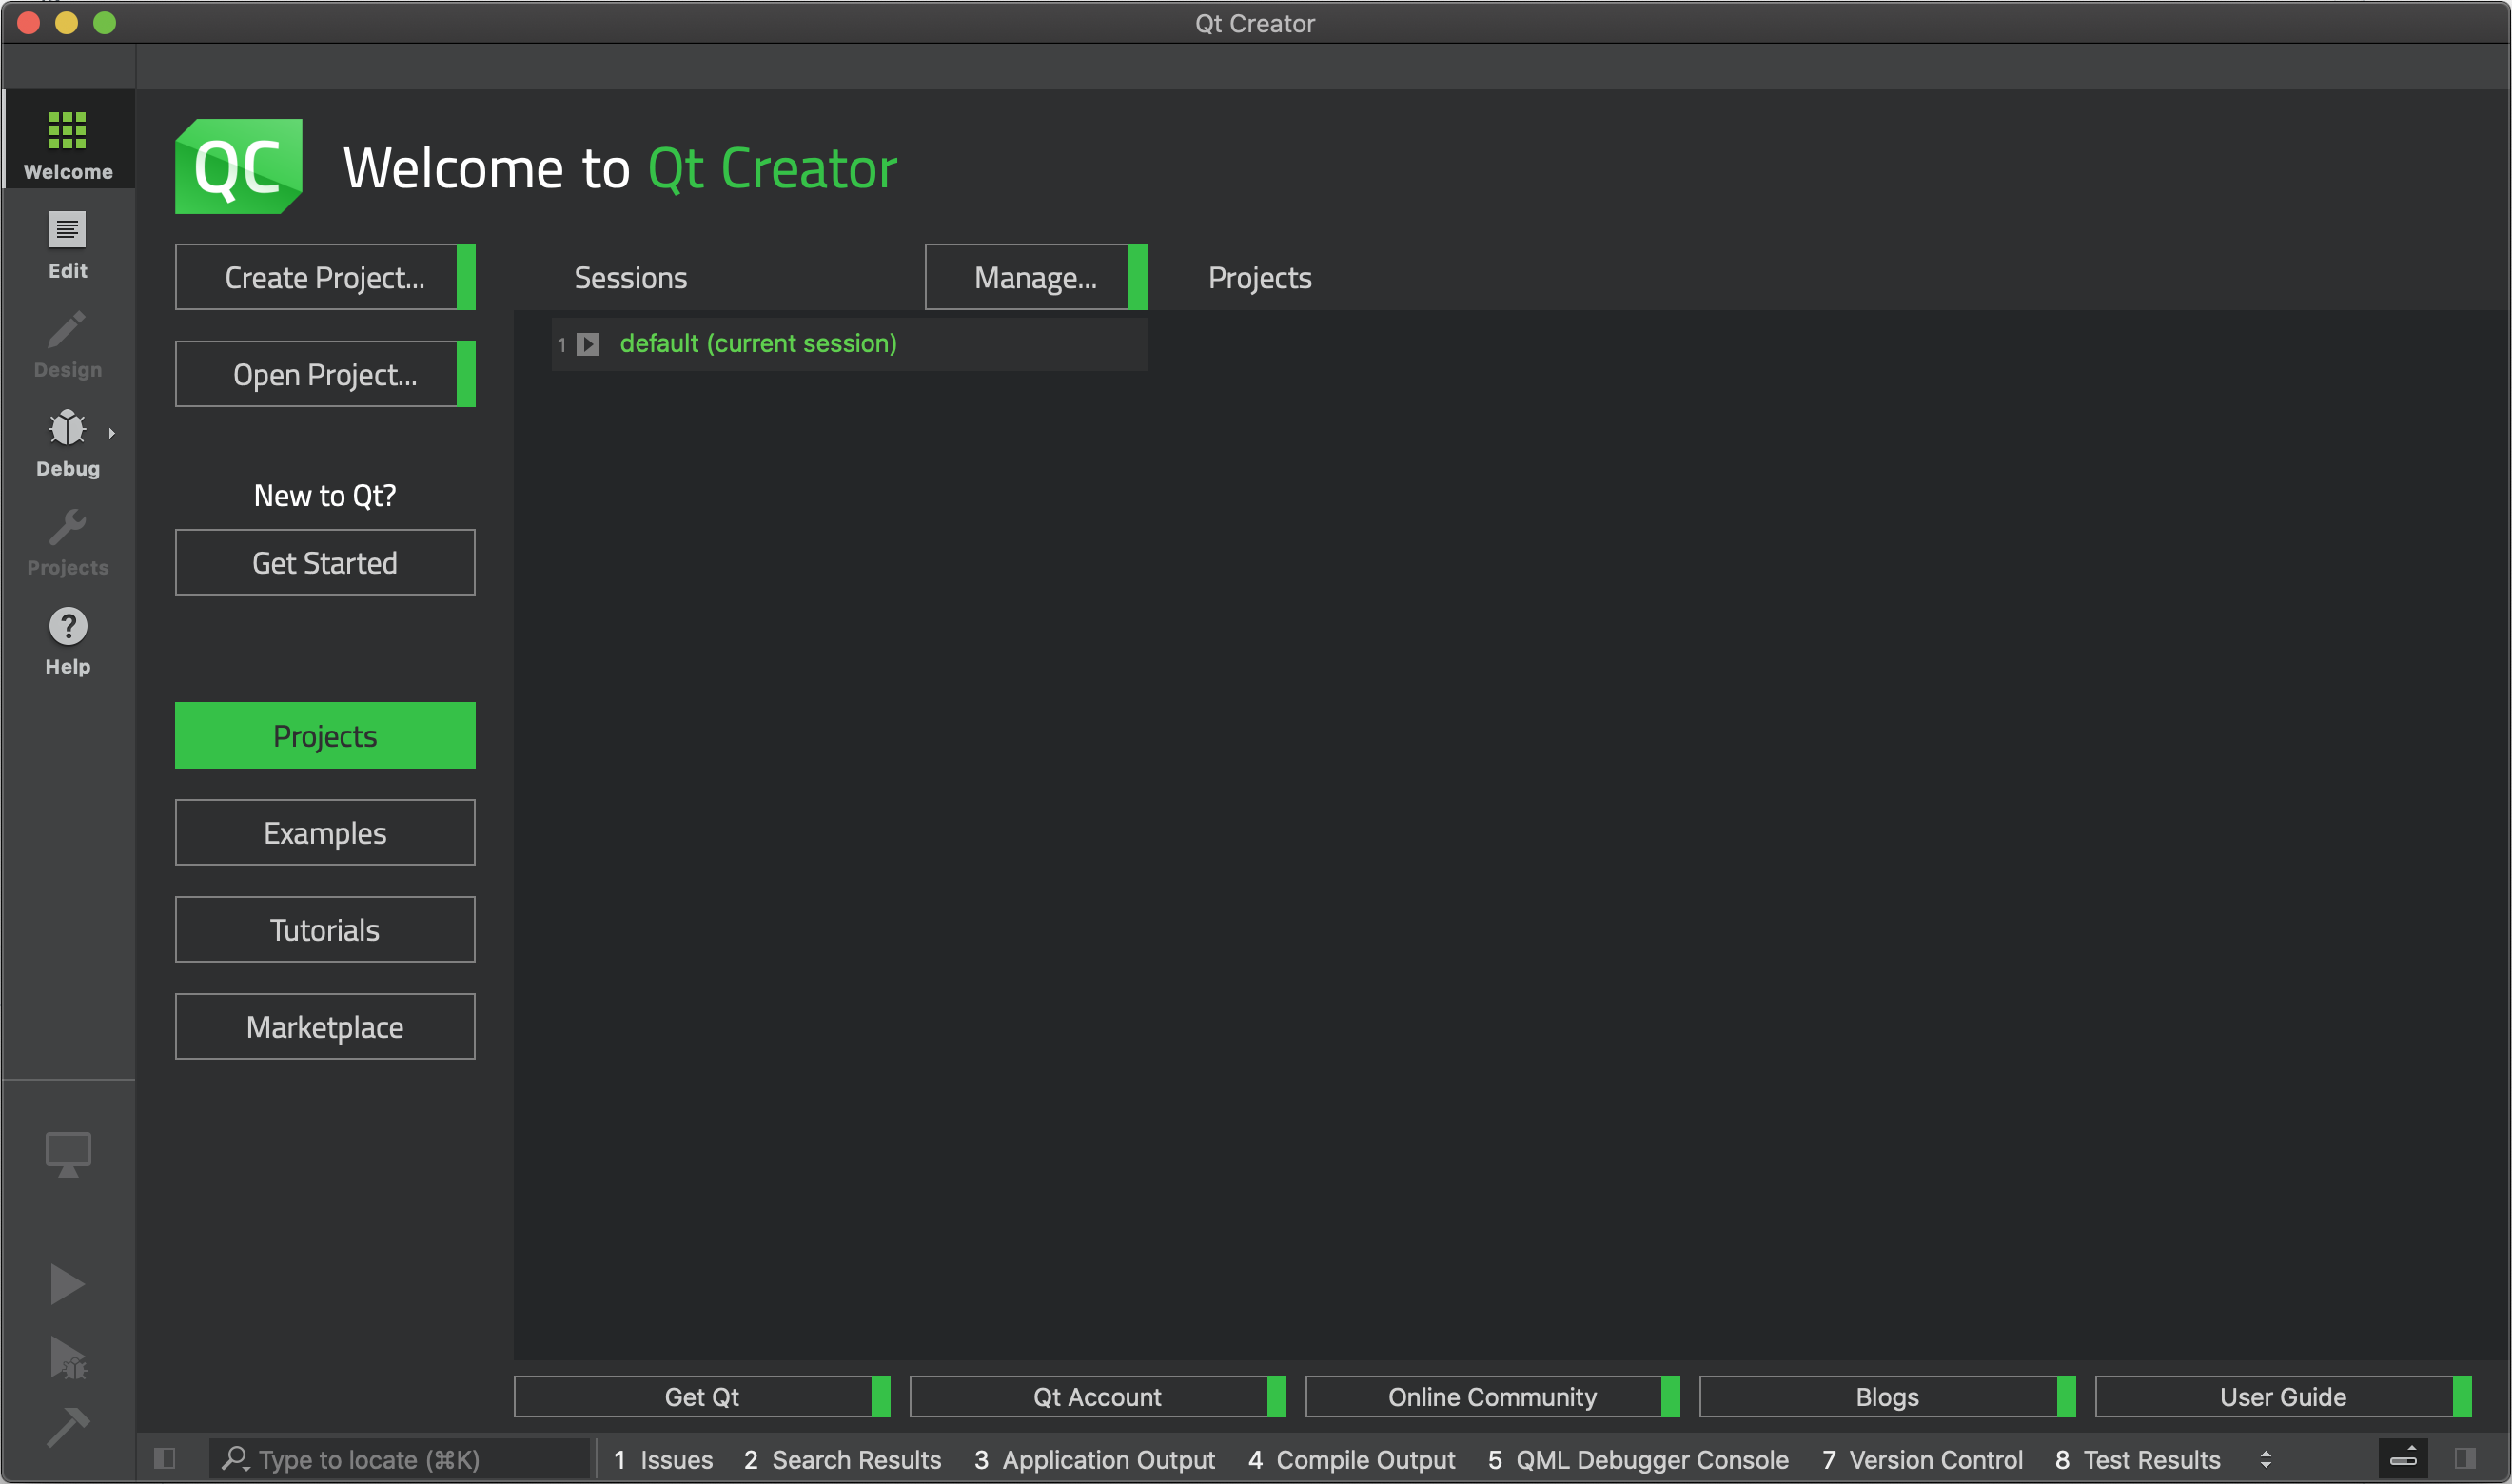 Qt Creator
Welcome
Edit
Design
Debug
Projects
Help
QC
Welcome to Qt Creator
Create Project...
Open Project...
New to Qt?
Get Started
Projects
Examples
Tutorials
Marketplace
Sessions
Manage...
Projects
1 default (current session)
Get Qt
Qt Account
Online Community
Blogs
User Guide
Type to locate (⌘K)
1 Issues 2 Search Results 3 Application Output 4 Compile Output 5 QML Debugger Console 7 Version Control 8 Test Results